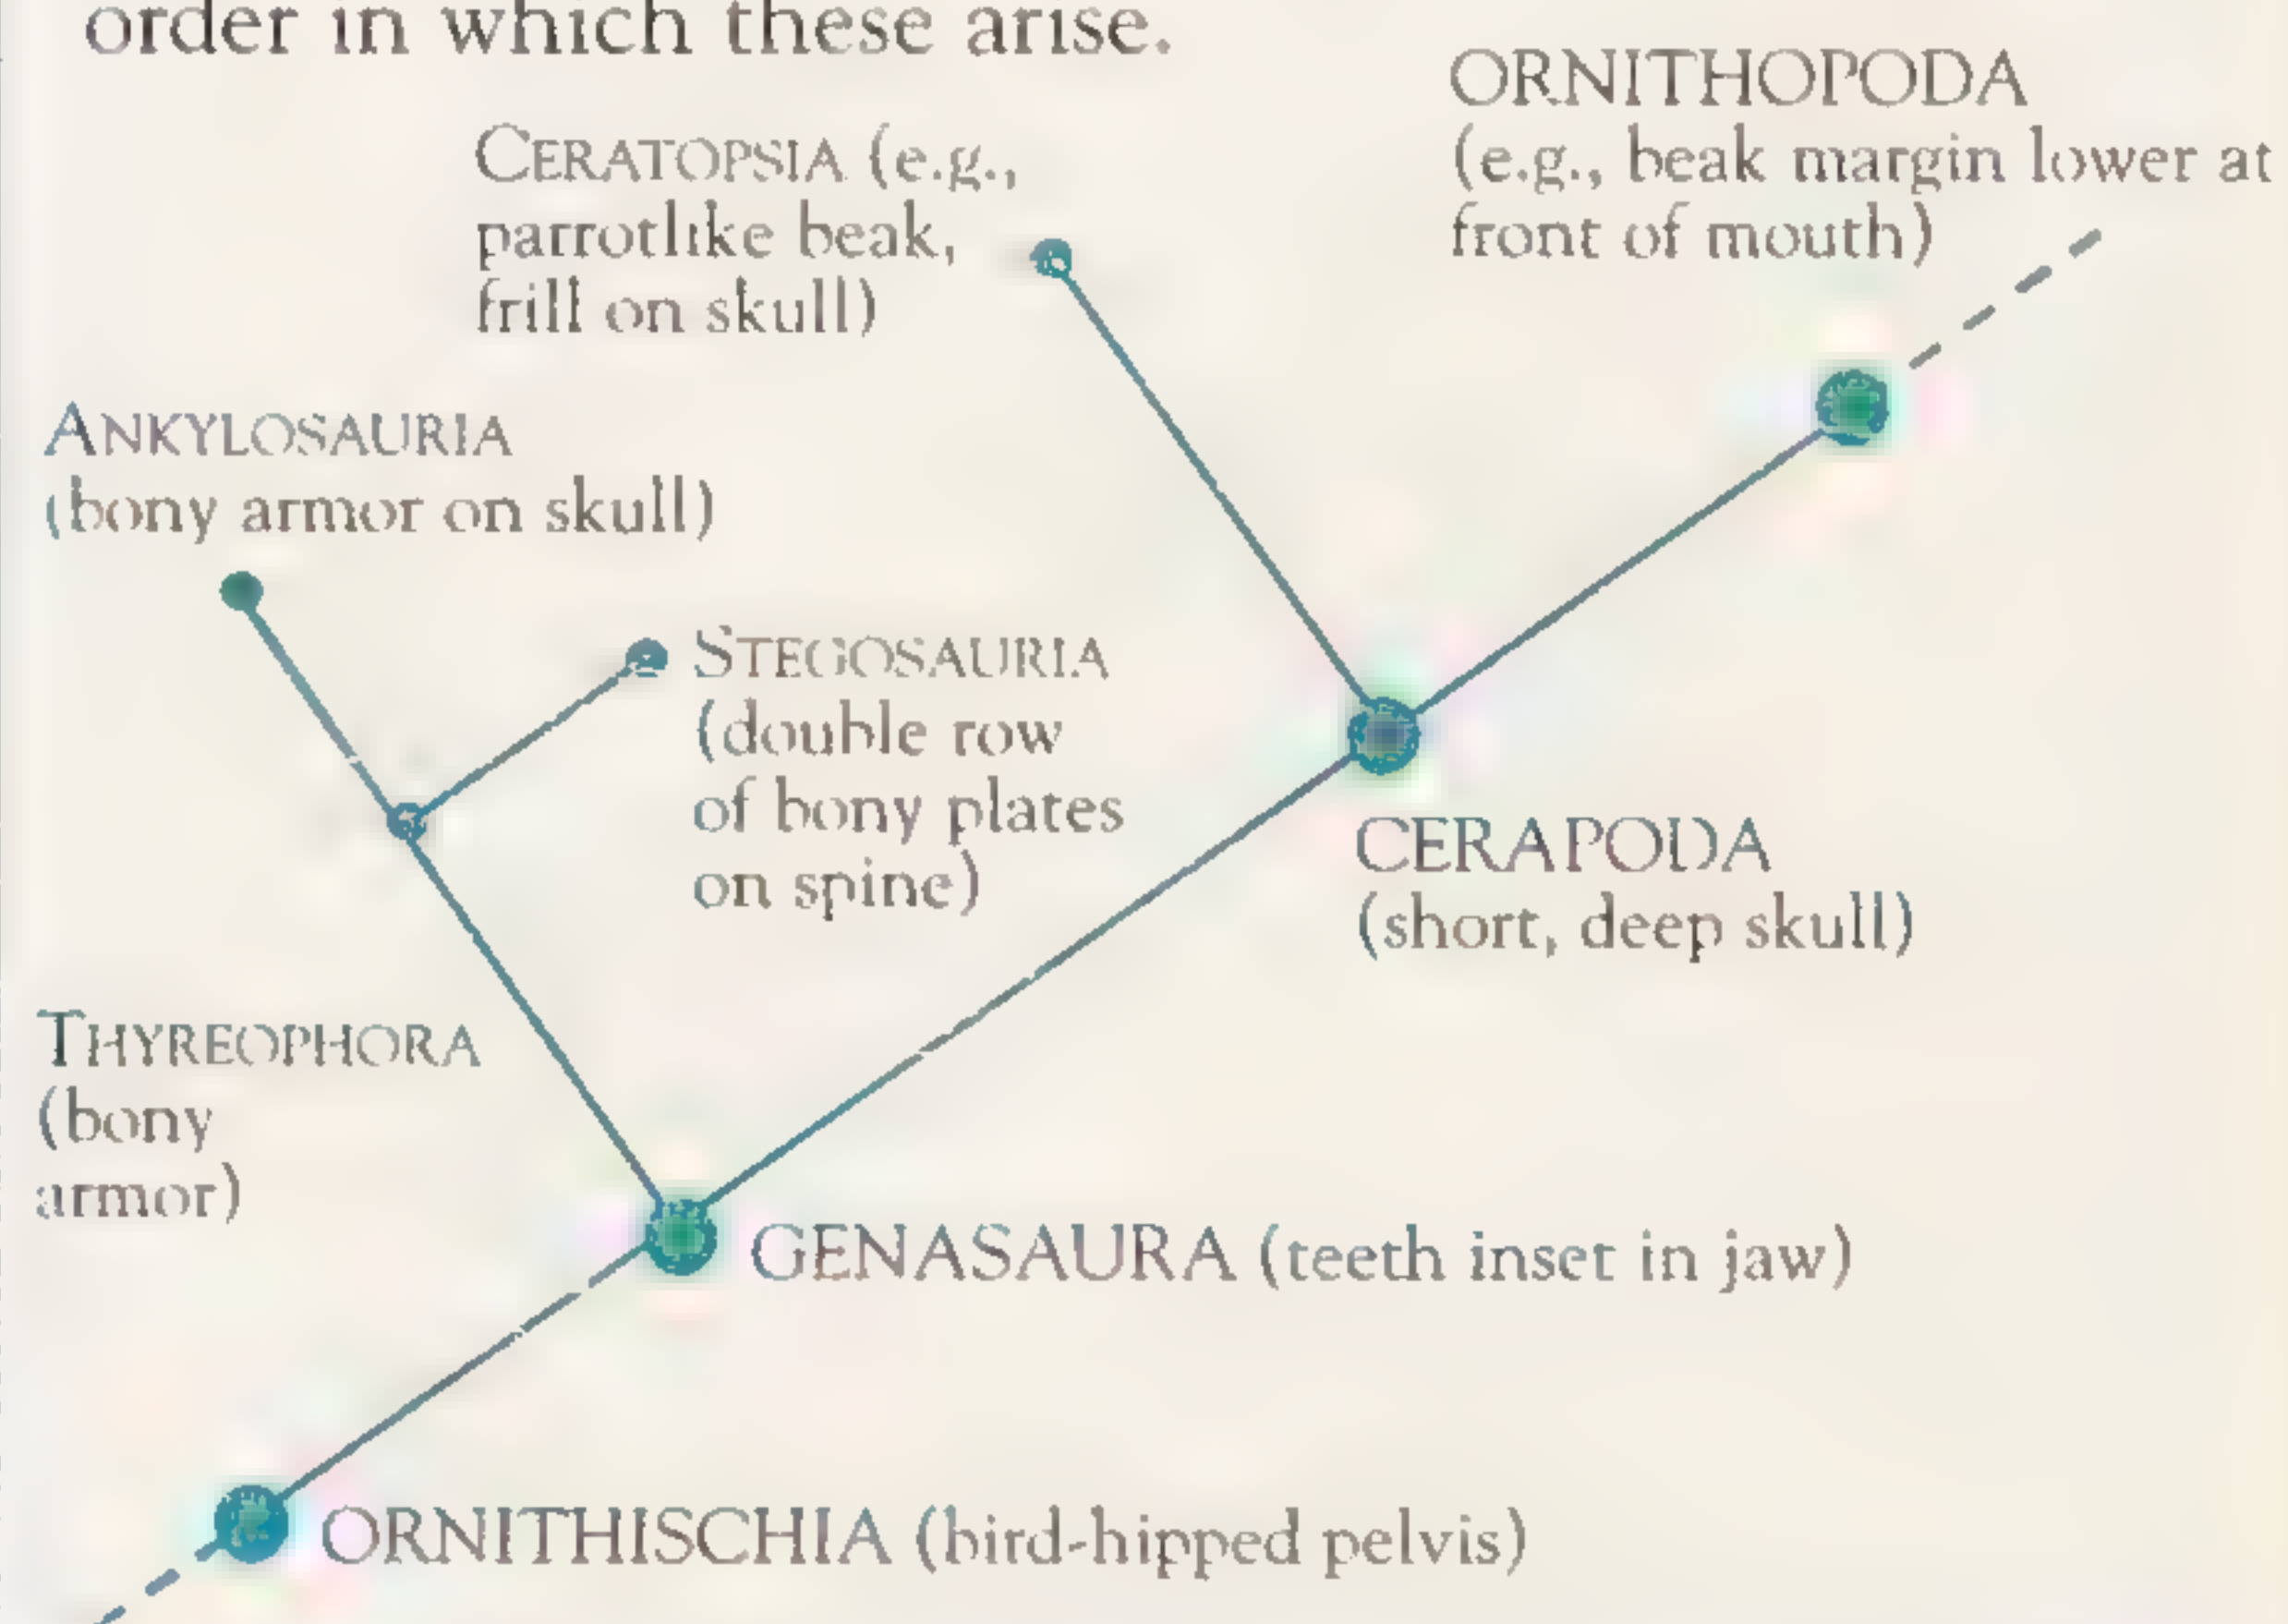 order in which these arise.
ORNITHOPODA
(e.g., beak margin lower at
front of mouth)
CERATOPSIA (e.g.,
parrotlike beak,
frill on skull)
ANKYLOSAURIA
(bony armor on skull)
STEGOSAURIA
(double row
of bony plates
on spine)
CERAPODA
(short, deep skull)
THYREOPHORA
(bony
armor)
GENASAURA (teeth inset in jaw)
ORNITHISCHIA (bird-hipped pelvis)